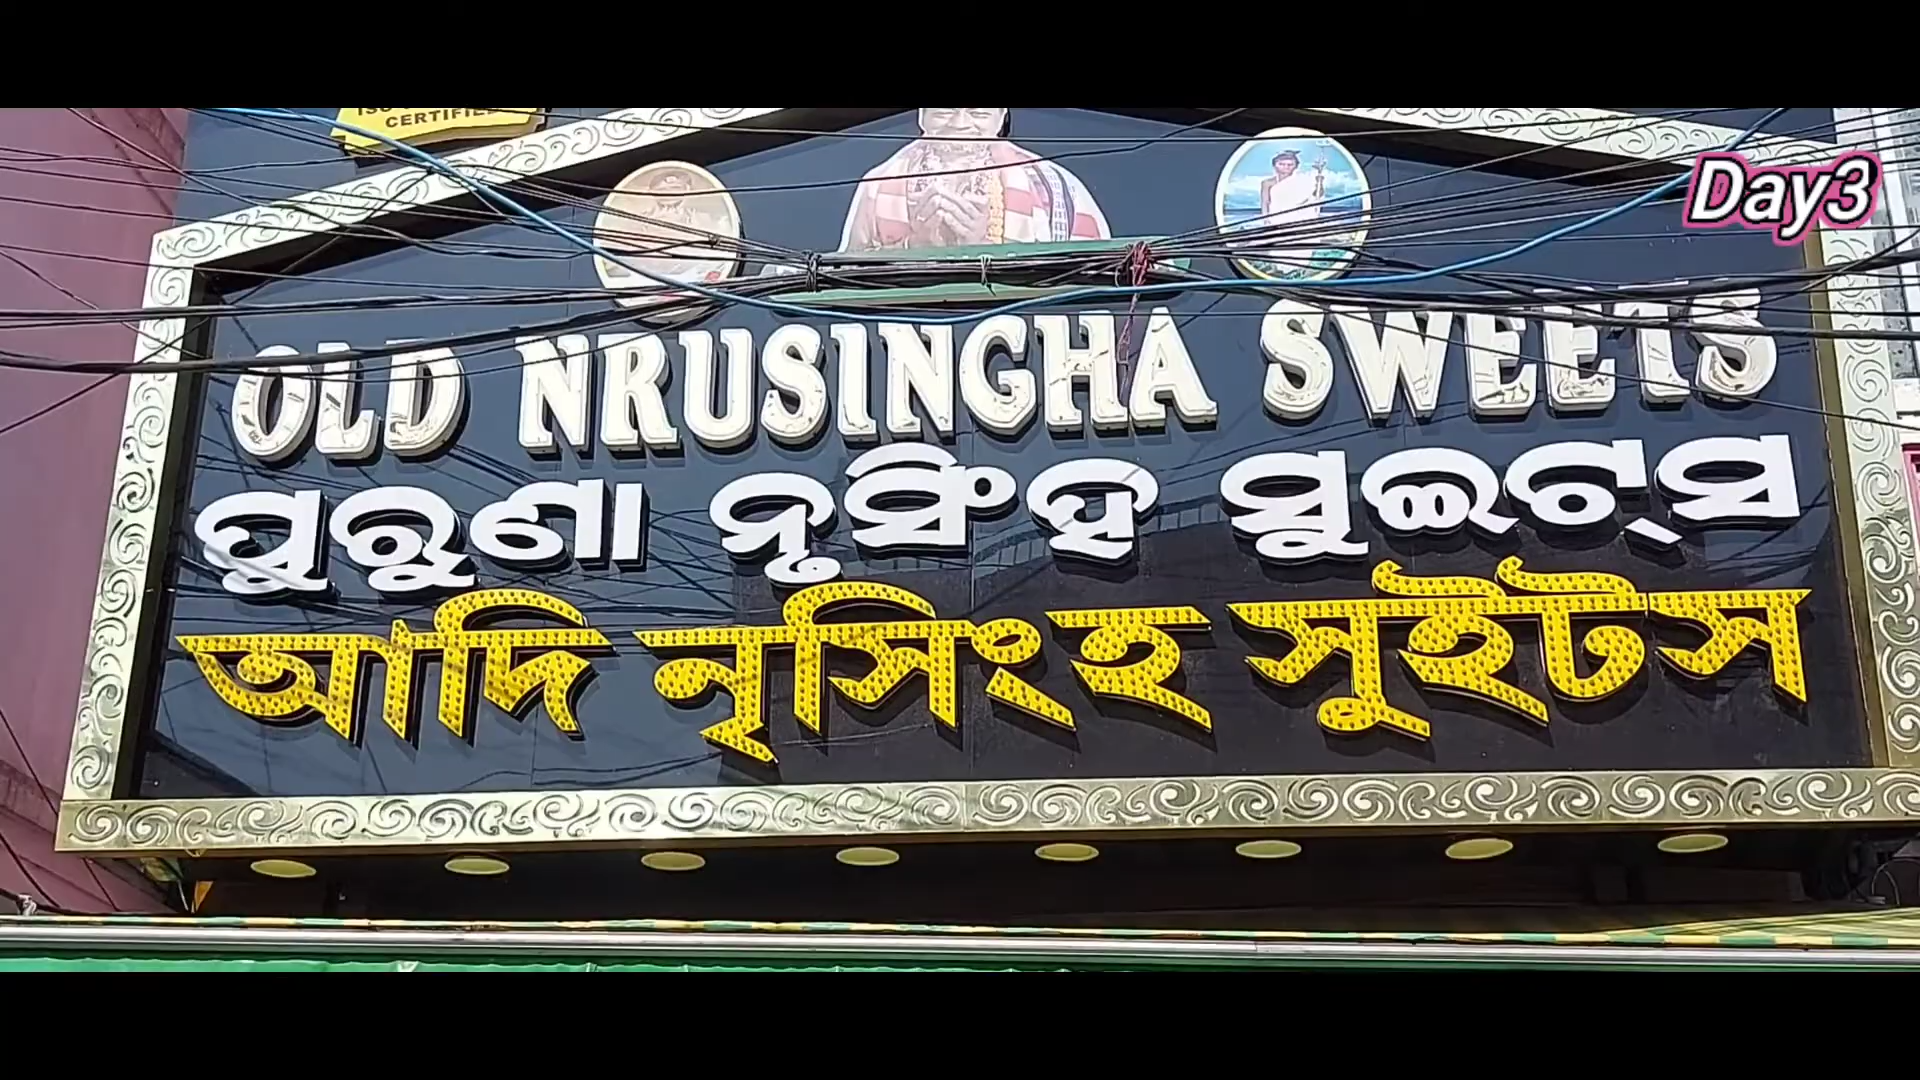 CERTIFIED
Day3
OLD NRUSINGHA SWEETS
ପୁରୁଣା ନୃସିଂହ ସୁଇଟ୍ସ
আদি নৃসিংহ সুইটস